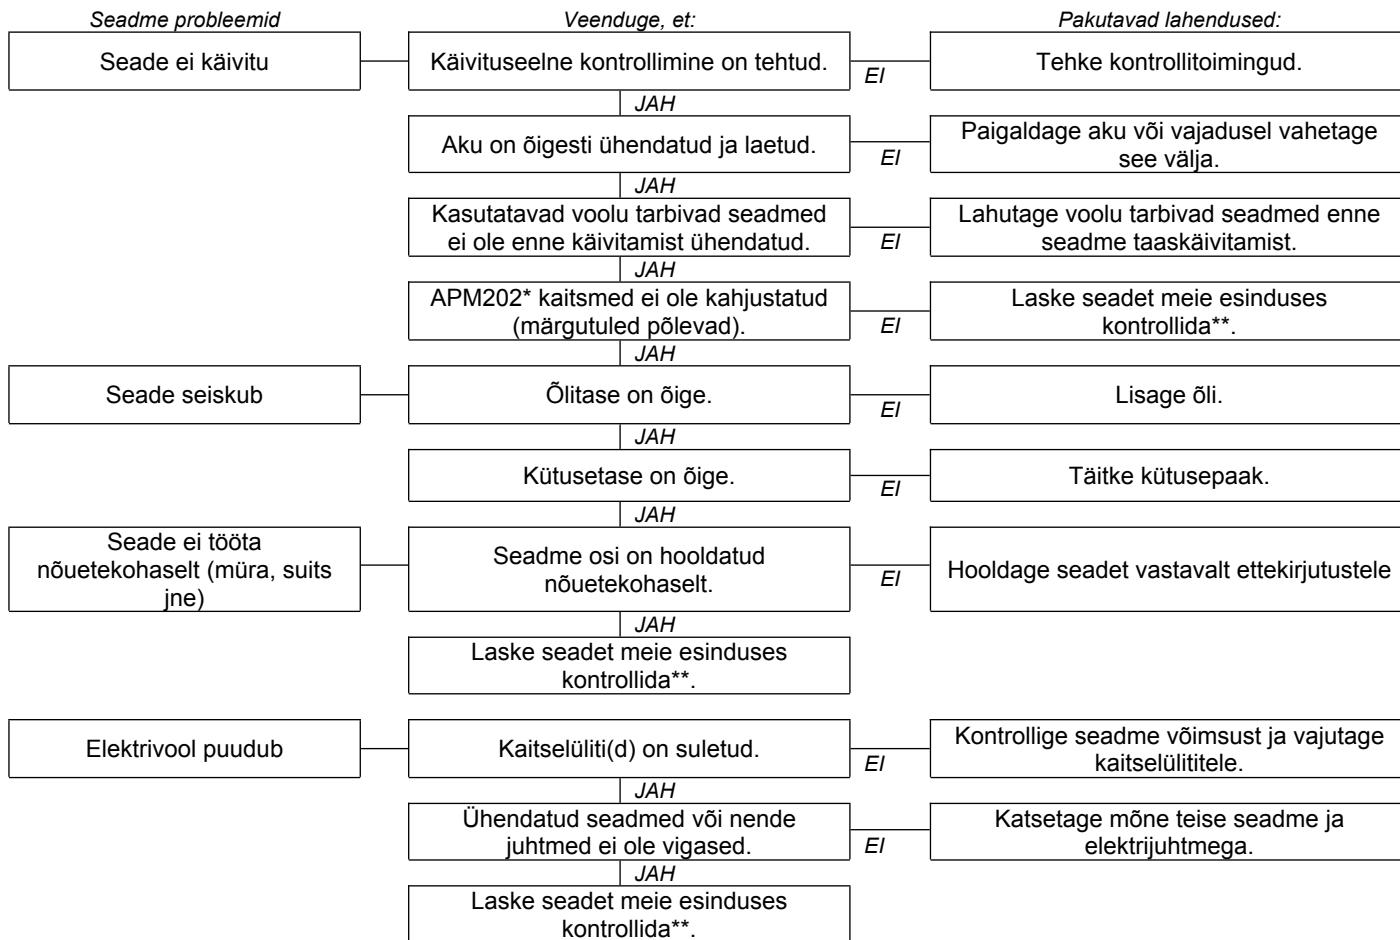 Seadme probleemid
Veenduge, et:
Pakutavad lahendused:
Seade ei käivitu
Käivituseelne kontrollimine on tehtud.
EI
Tehke kontrollitoimingud.
JAH
Aku on õigesti ühendatud ja laetud.
EI
Paigaldage aku või vajadusel vahetage
see välja.
JAH
Kasutatavad voolu tarbivad seadmed
ei ole enne käivitamist ühendatud.
EI
Lahutage voolu tarbivad seadmed enne
seadme taaskäivitamist.
JAH
APM202* kaitsmed ei ole kahjustatud
(märgutuled põlevad).
EI
Laske seadet meie esinduses
kontrollida**.
JAH
Seade seiskub
Õlitase on õige.
EI
Lisage õli.
JAH
Kütusetase on õige.
EI
Täitke kütusepaak.
JAH
Seade ei tööta
nõuetekohaselt (müra, suits
jne)
Seadme osi on hooldatud
nõuetekohaselt.
EI
Hooldage seadet vastavalt ettekirjutustele
JAH
Laske seadet meie esinduses
kontrollida**.
Elektrivool puudub
Kaitselüliti(d) on suletud.
EI
Kontrollige seadme võimsust ja vajutage
kaitselülititele.
JAH
Ühendatud seadmed või nende
juhtmed ei ole vigased.
EI
Katsetage mõne teise seadme ja
elektrijuhtmega.
JAH
Laske seadet meie esinduses
kontrollida**.